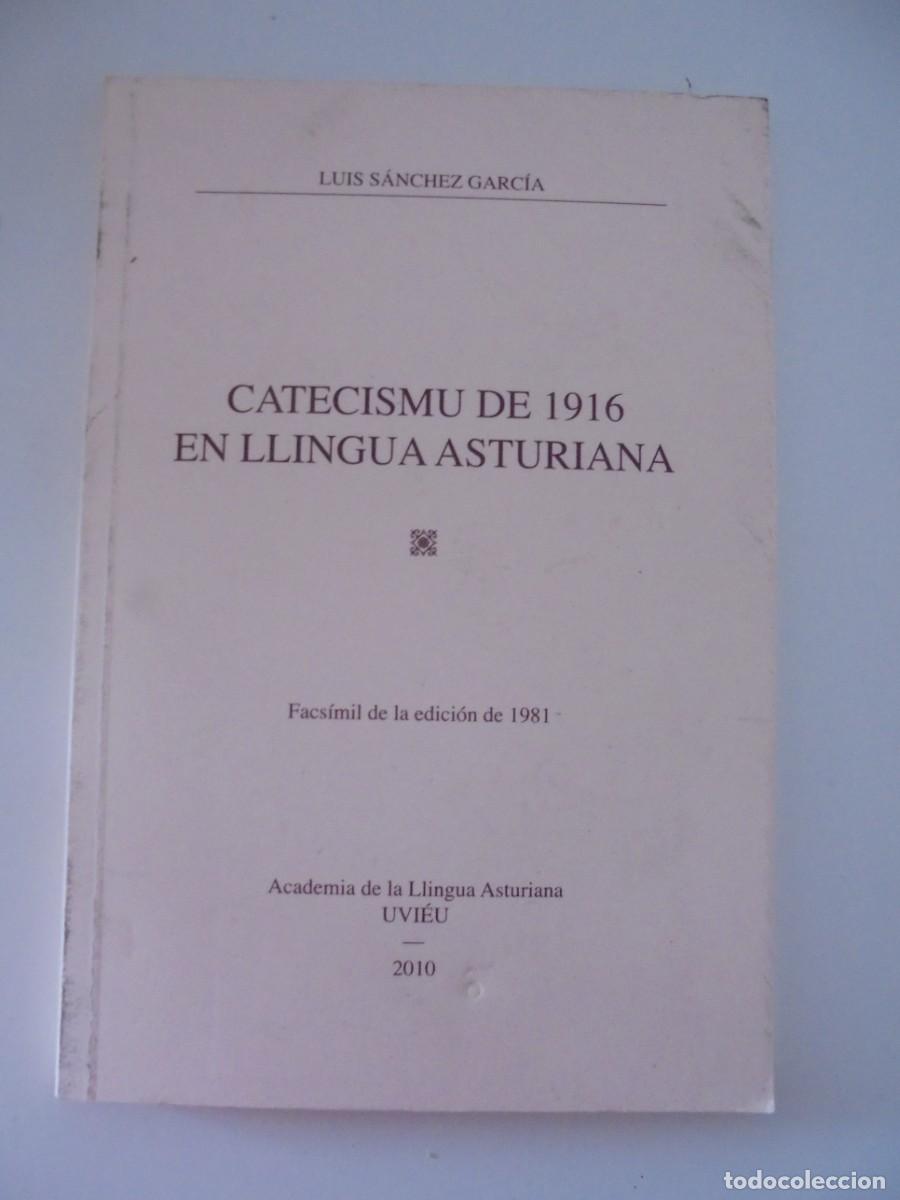 LUIS SÁNCHEZ GARCÍA
CATECISMU DE 1916
EN LLINGUA ASTURIANA
Facsímil de la edición de 1981
Academia de la Llingua Asturiana
UVIÉU
—
2010
todocoleccion